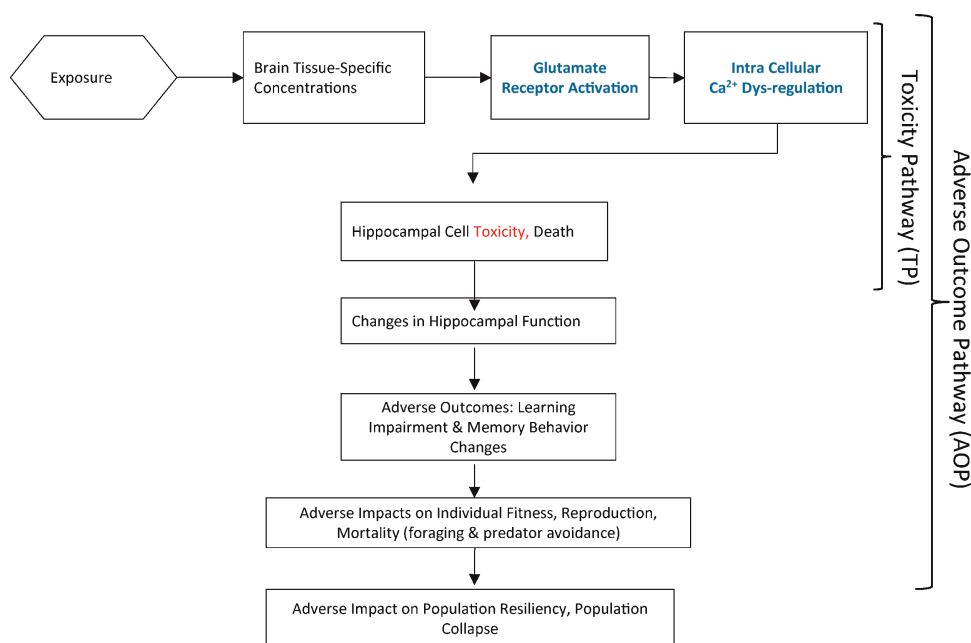 Exposure
Brain Tissue-Specific
Concentrations
Glutamate
Receptor Activation
Intra Cellular
Ca²⁺ Dys-regulation
Toxicity Pathway (TP)
Adverse Outcome Pathway (AOP)
Hippocampal Cell Toxicity, Death
Changes in Hippocampal Function
Adverse Outcomes: Learning
Impairment & Memory Behavior
Changes
Adverse Impacts on Individual Fitness, Reproduction,
Mortality (foraging & predator avoidance)
Adverse Impact on Population Resiliency, Population
Collapse